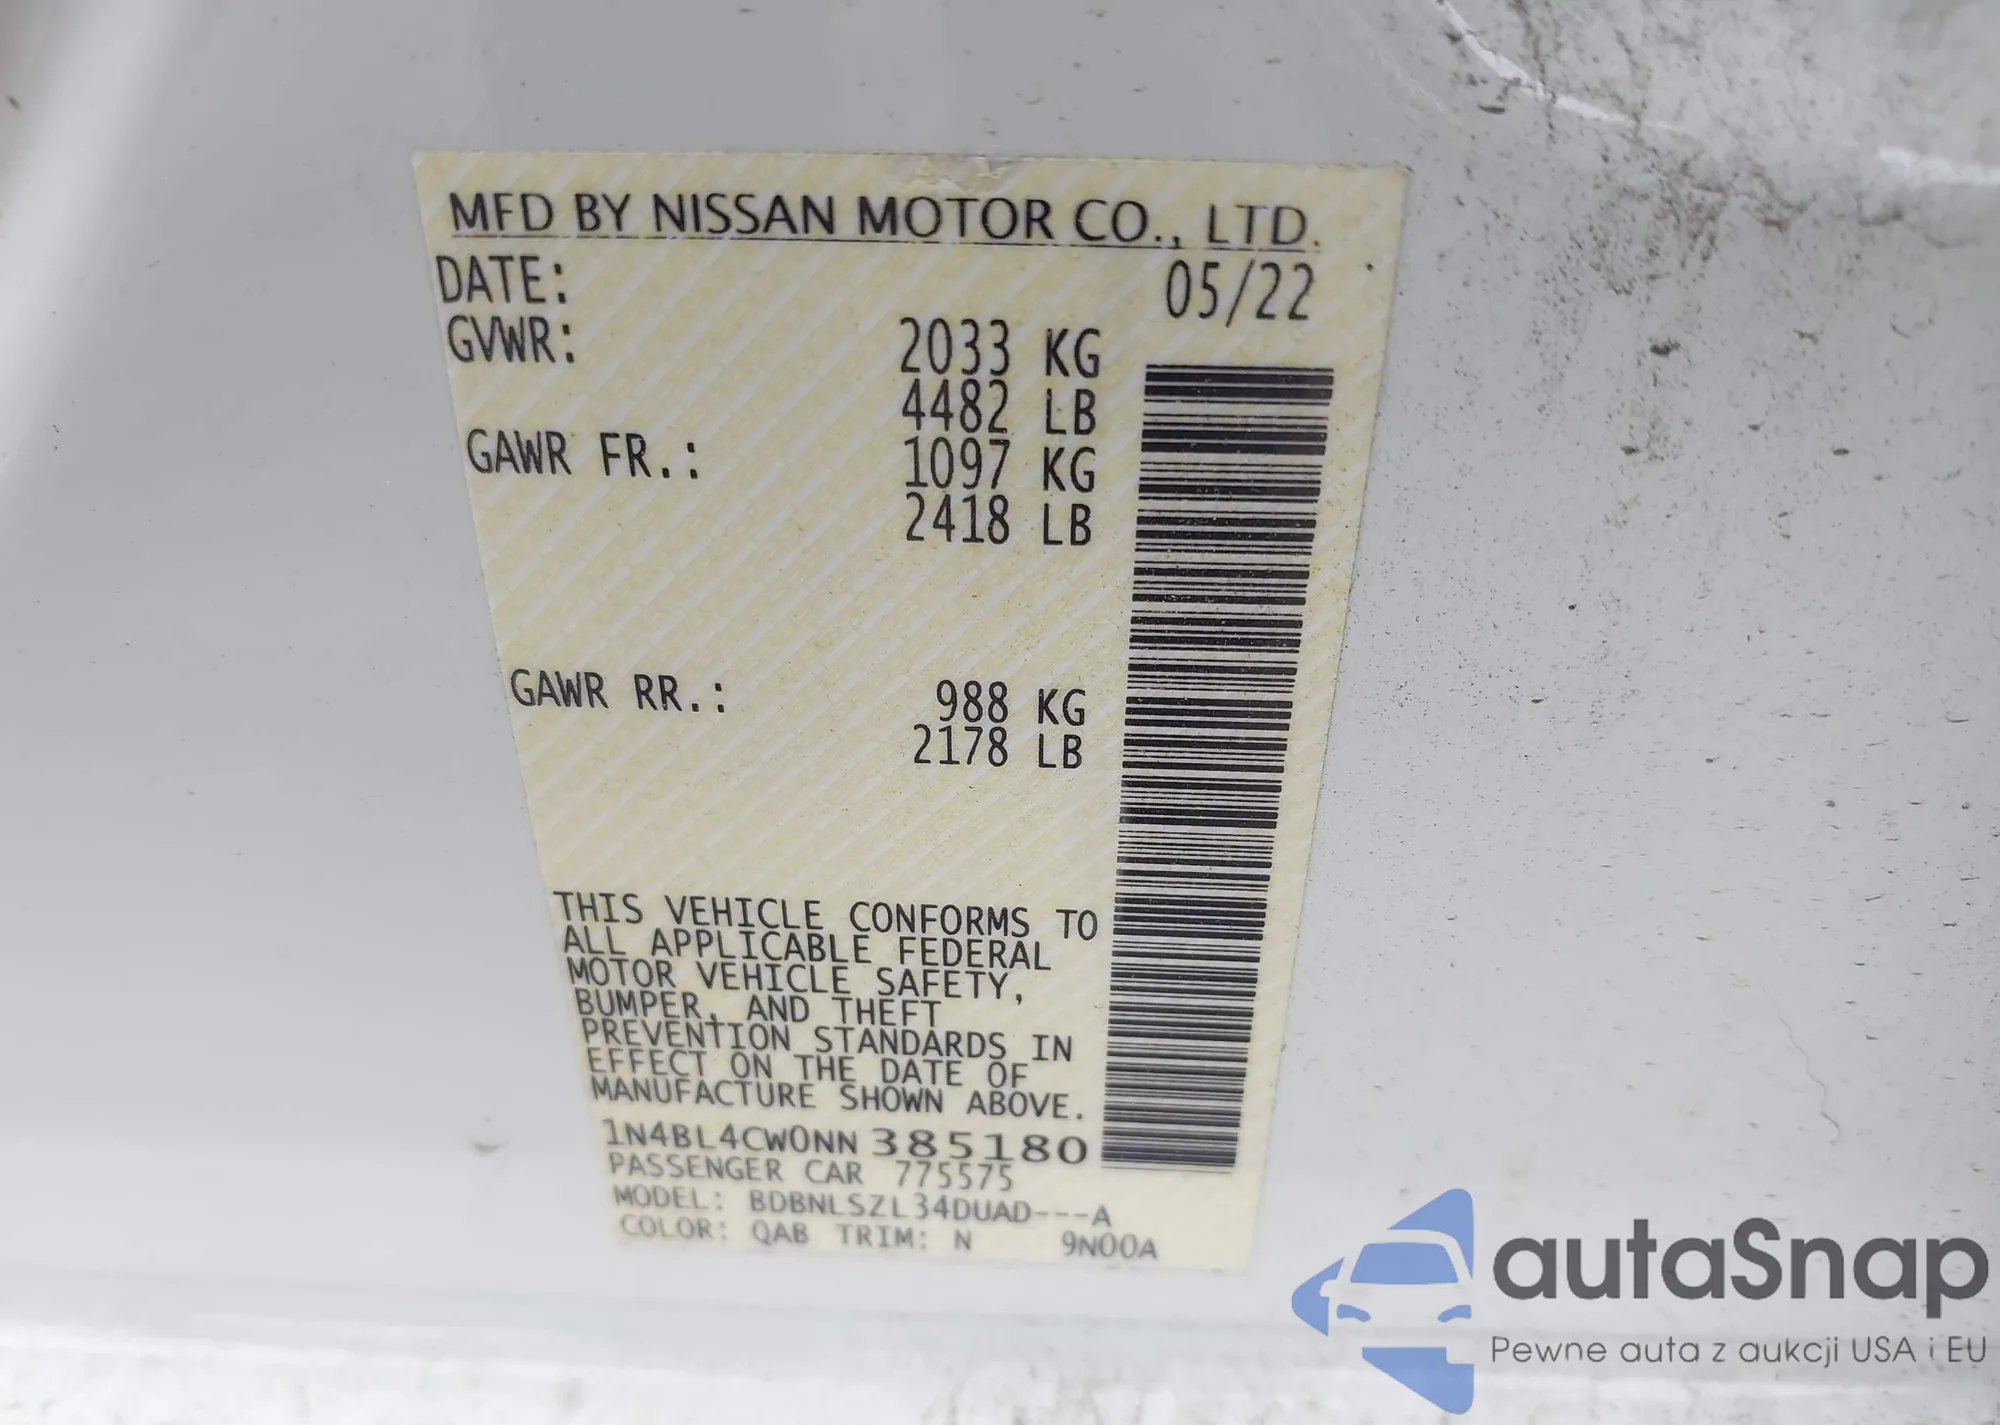 MFD BY NISSAN MOTOR CO., LTD.
DATE: 05/22
GVWR: 2033 KG
4482 LB
GAWR FR.: 1097 KG
2418 LB
GAWR RR.: 988 KG
2178 LB
THIS VEHICLE CONFORMS TO
ALL APPLICABLE FEDERAL
MOTOR VEHICLE SAFETY,
BUMPER, AND THEFT
PREVENTION STANDARDS IN
EFFECT ON THE DATE OF
MANUFACTURE SHOWN ABOVE.
1N4BL4CW0NN385180
PASSENGER CAR 775575
MODEL: BDBNLSZL34DUAD---A
COLOR: QAB TRIM: N 9N00A
autaSnap
Pewne auta z aukcji USA i EU